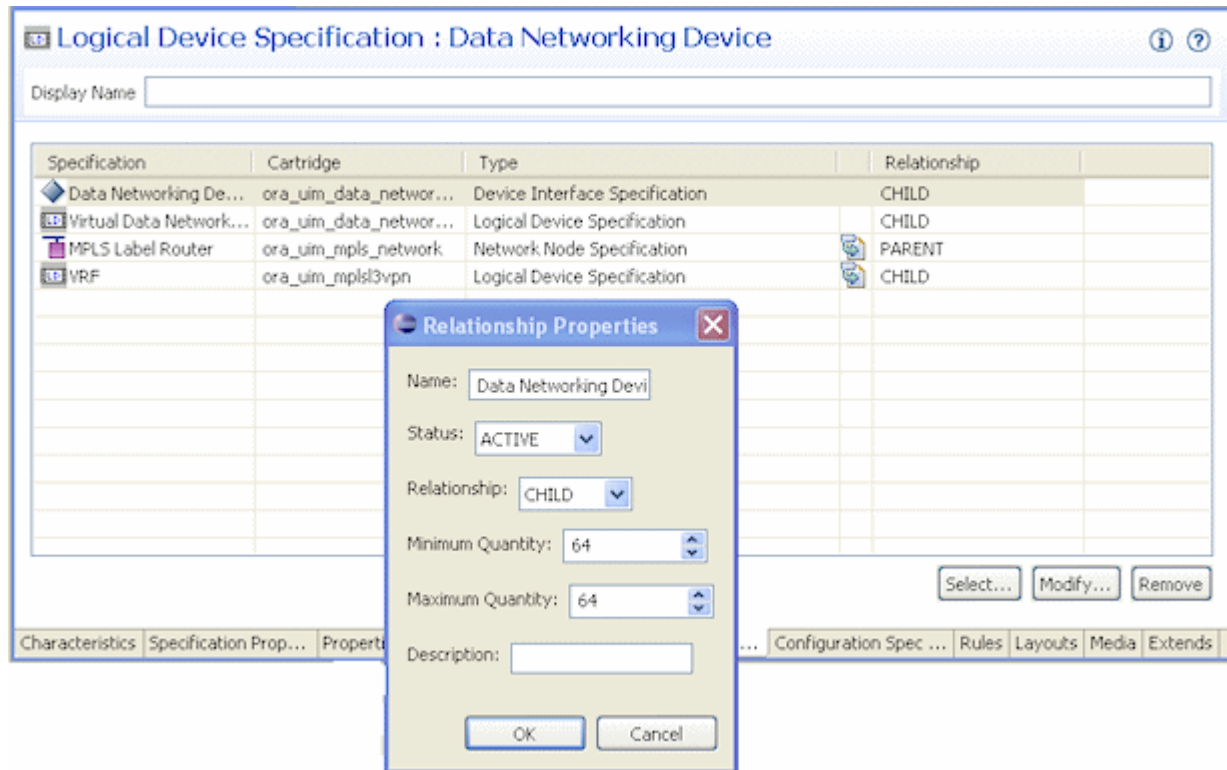 Logical Device Specification : Data Networking Device
Display Name
Specification Cartridge Type Relationship
Data Networking De... ora_uim_data_networ... Device Interface Specification CHILD
Virtual Data Network... ora_uim_data_networ... Logical Device Specification CHILD
MPLS Label Router ora_uim_mpls_network Network Node Specification PARENT
VRF ora_uim_mplsl3vpn Logical Device Specification CHILD
Relationship Properties
Name: Data Networking Devi
Status: ACTIVE
Relationship: CHILD
Minimum Quantity: 64
Maximum Quantity: 64
Description:
OK Cancel
Select... Modify... Remove
Characteristics Specification Prop... Properti ... Configuration Spec ... Rules Layouts Media Extends